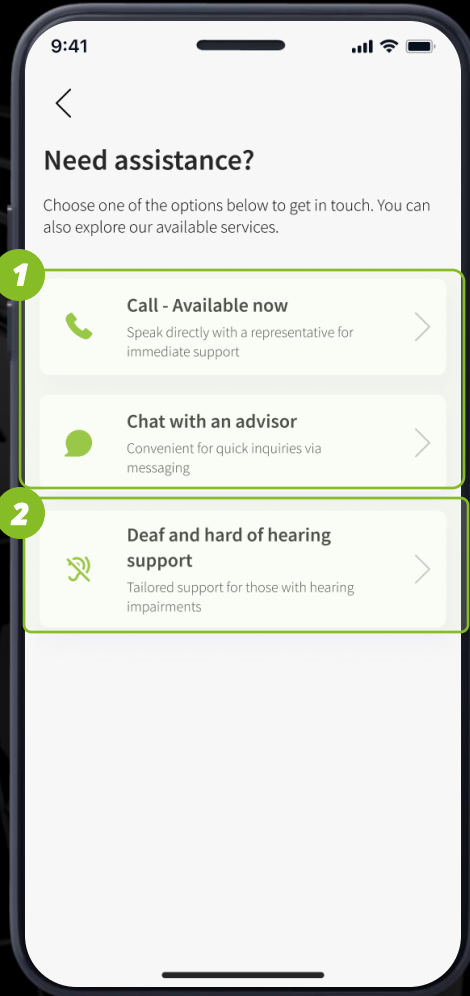 9:41
Need assistance?
Choose one of the options below to get in touch. You can
also explore our available services.
1
Call - Available now
Speak directly with a representative for
immediate support
Chat with an advisor
Convenient for quick inquiries via
messaging
2
Deaf and hard of hearing
support
Tailored support for those with hearing
impairments